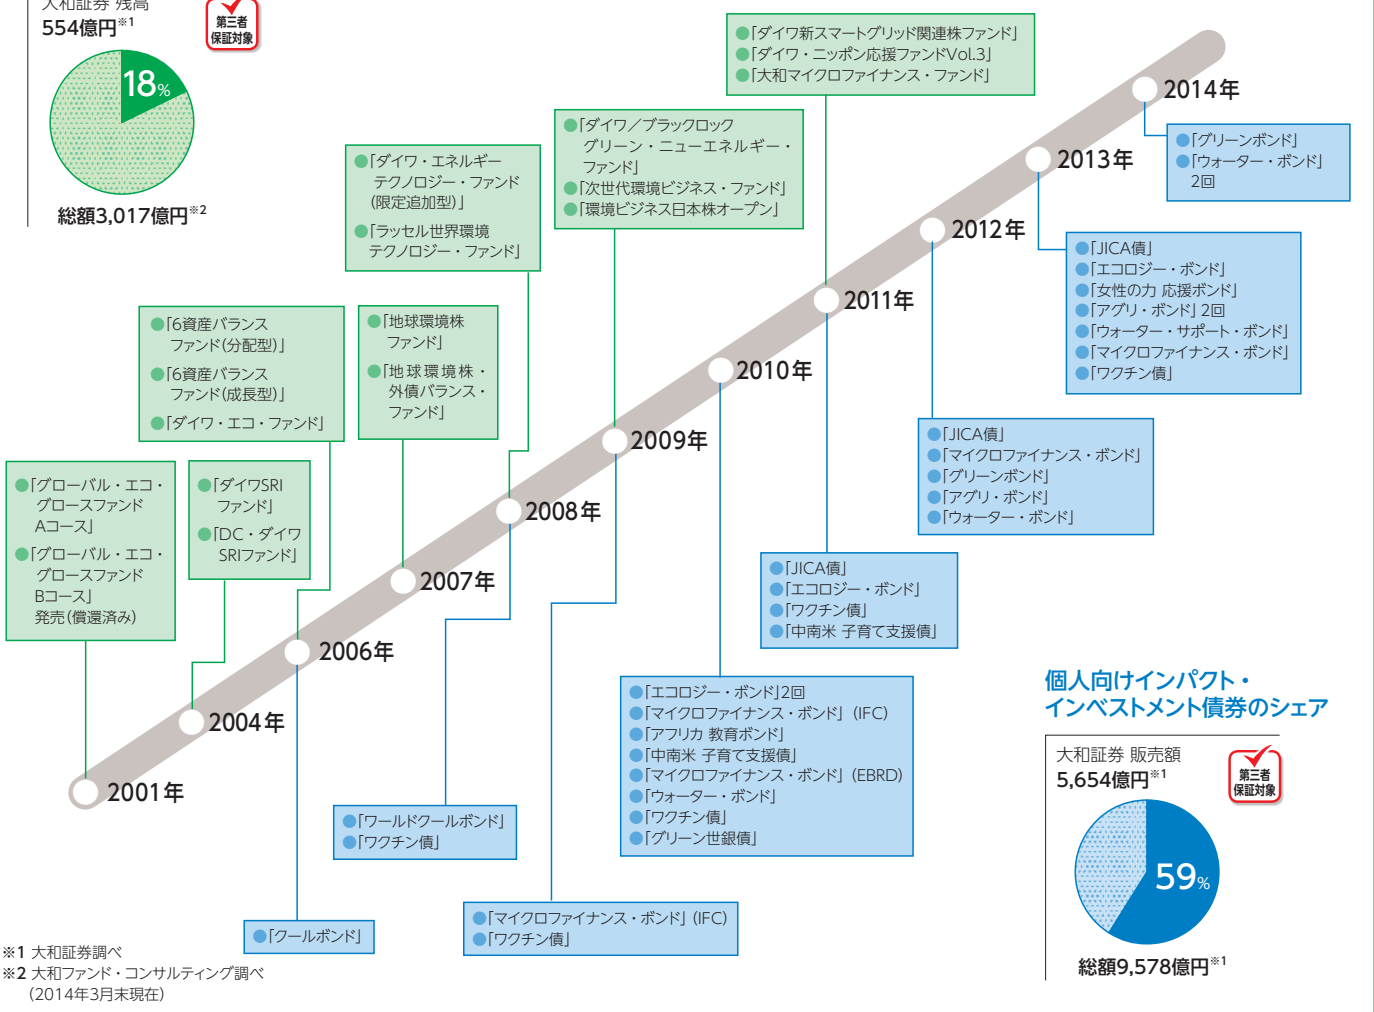 大和証券 残高
554億円※1
第三者
保証対象
18%
総額3,017億円※2
●「ダイワ新スマートグリッド関連株ファンド」
●「ダイワ・ニッポン応援ファンドVol.3」
●「大和マイクロファイナンス・ファンド」
●「ダイワ／ブラックロック
グリーン・ニューエネルギー・
ファンド」
●「次世代環境ビジネス・ファンド」
●「環境ビジネス日本株オープン」
●「ダイワ・エネルギー
テクノロジー・ファンド
(限定追加型)」
●「ラッセル世界環境
テクノロジー・ファンド」
●「6資産バランス
ファンド(分配型)」
●「6資産バランス
ファンド(成長型)」
●「ダイワ・エコ・ファンド」
●「地球環境株
ファンド」
●「地球環境株・
外債バランス・
ファンド」
●「グローバル・エコ・
グロースファンド
Aコース」
●「グローバル・エコ・
グロースファンド
Bコース」
発売(償還済み)
●「ダイワSRI
ファンド」
●「DC・ダイワ
SRIファンド」
2014年
2013年
2012年
2011年
2010年
2009年
2008年
2007年
2006年
2004年
2001年
●「グリーンボンド」
●「ウォーター・ボンド」
2回
●「JICA債」
●「エコロジー・ボンド」
●「女性の力 応援ボンド」
●「アグリ・ボンド」2回
●「ウォーター・サポート・ボンド」
●「マイクロファイナンス・ボンド」
●「ワクチン債」
●「JICA債」
●「マイクロファイナンス・ボンド」
●「グリーンボンド」
●「アグリ・ボンド」
●「ウォーター・ボンド」
●「JICA債」
●「エコロジー・ボンド」
●「ワクチン債」
●「中南米 子育て支援債」
●「エコロジー・ボンド」2回
●「マイクロファイナンス・ボンド」(IFC)
●「アフリカ 教育ボンド」
●「中南米 子育て支援債」
●「マイクロファイナンス・ボンド」(EBRD)
●「ウォーター・ボンド」
●「ワクチン債」
●「グリーン世銀債」
●「ワールドクールボンド」
●「ワクチン債」
●「マイクロファイナンス・ボンド」(IFC)
●「ワクチン債」
●「クールボンド」
個人向けインパクト・
インベストメント債券のシェア
大和証券 販売額
5,654億円※1
第三者
保証対象
59%
総額9,578億円※1
※1 大和証券調べ
※2 大和ファンド・コンサルティング調べ
(2014年3月末現在)